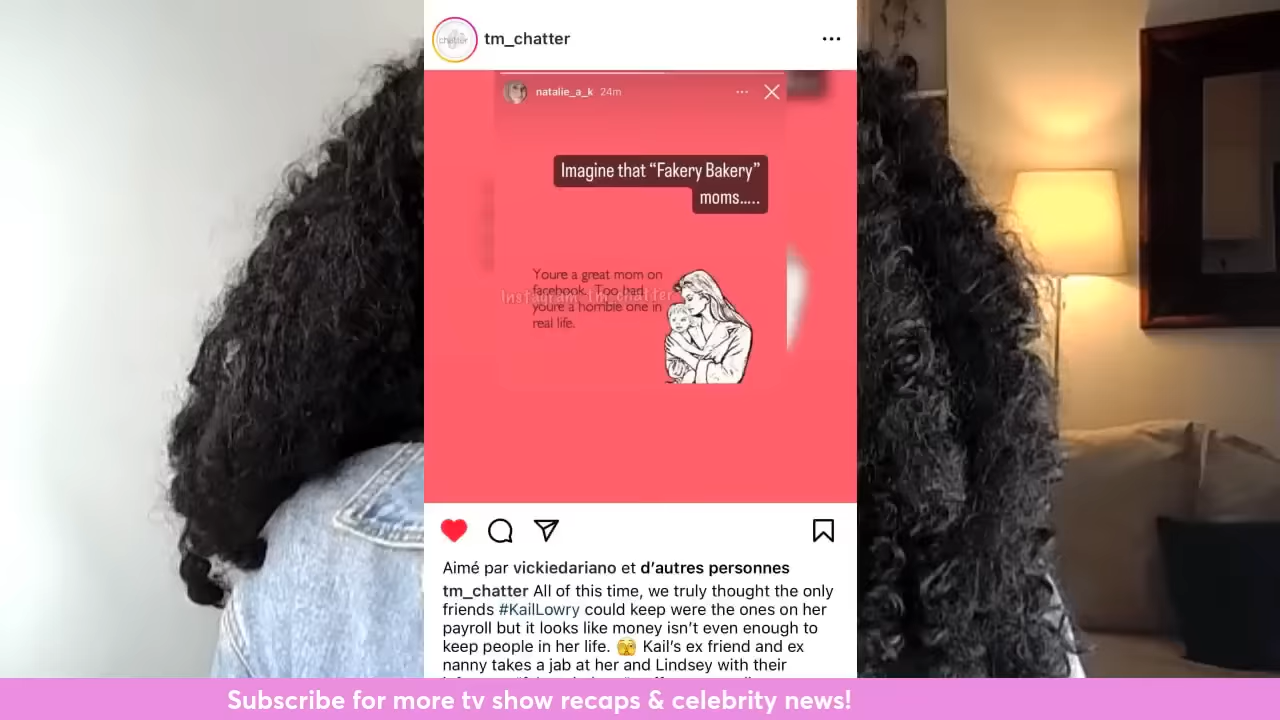 chatter
tm_chatter
natalie_a_k 24m
Imagine that “Fakery Bakery”
moms.....
Youre a great mom on
facebook. Too bad
youre a horrible one in
real life.
Instagram: tm_chatter
Aimé par vickiedariano et d’autres personnes
tm_chatter All of this time, we truly thought the only
friends #KailLowry could keep were the ones on her
payroll but it looks like money isn’t even enough to
keep people in her life. 🫣 Kail’s ex friend and ex
nanny takes a jab at her and Lindsey with their
Subscribe for more tv show recaps & celebrity news!